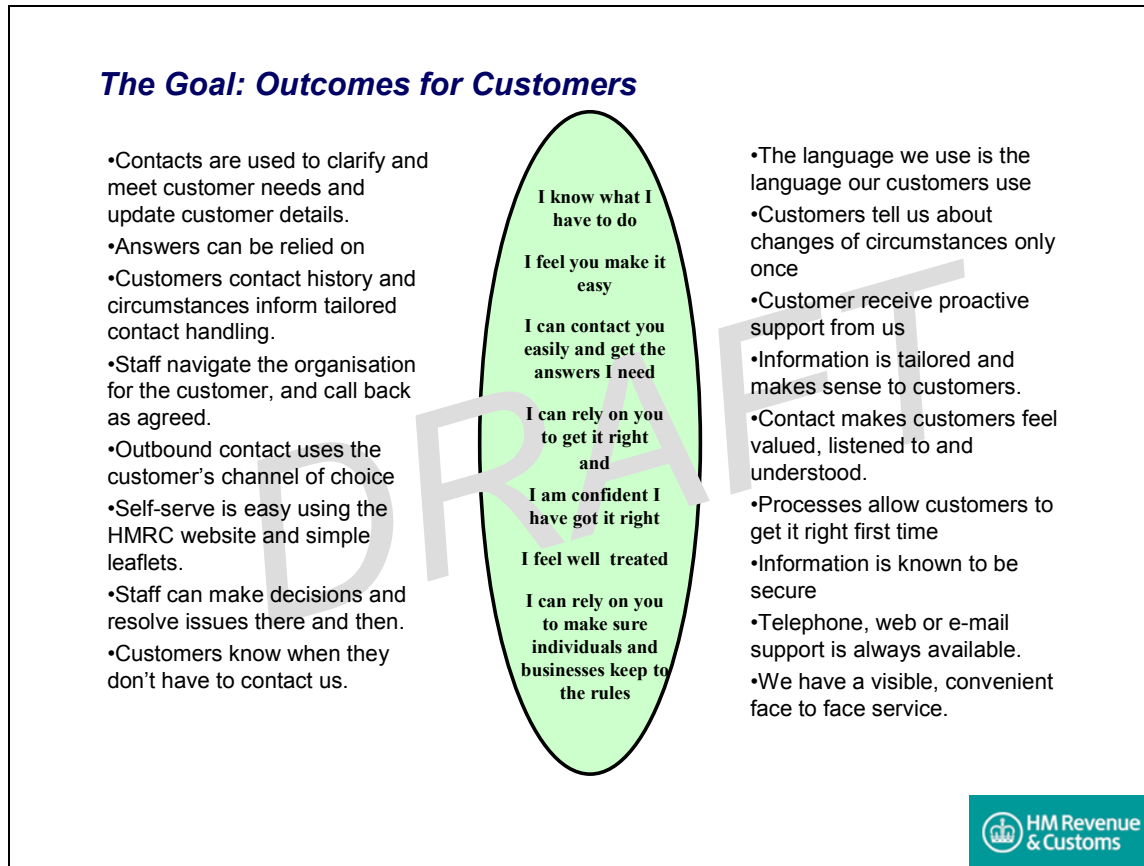 The Goal: Outcomes for Customers
•Contacts are used to clarify and
meet customer needs and
update customer details.
•Answers can be relied on
•Customers contact history and
circumstances inform tailored
contact handling.
•Staff navigate the organisation
for the customer, and call back
as agreed.
•Outbound contact uses the
customer’s channel of choice
•Self-serve is easy using the
HMRC website and simple
leaflets.
•Staff can make decisions and
resolve issues there and then.
•Customers know when they
don’t have to contact us.
I know what I
have to do
I feel you make it
easy
I can contact you
easily and get the
answers I need
I can rely on you
to get it right
and
I am confident I
have got it right
I feel well treated
I can rely on you
to make sure
individuals and
businesses keep to
the rules
•The language we use is the
language our customers use
•Customers tell us about
changes of circumstances only
once
•Customer receive proactive
support from us
•Information is tailored and
makes sense to customers.
•Contact makes customers feel
valued, listened to and
understood.
•Processes allow customers to
get it right first time
•Information is known to be
secure
•Telephone, web or e-mail
support is always available.
•We have a visible, convenient
face to face service.
DRAFT
HM Revenue
& Customs